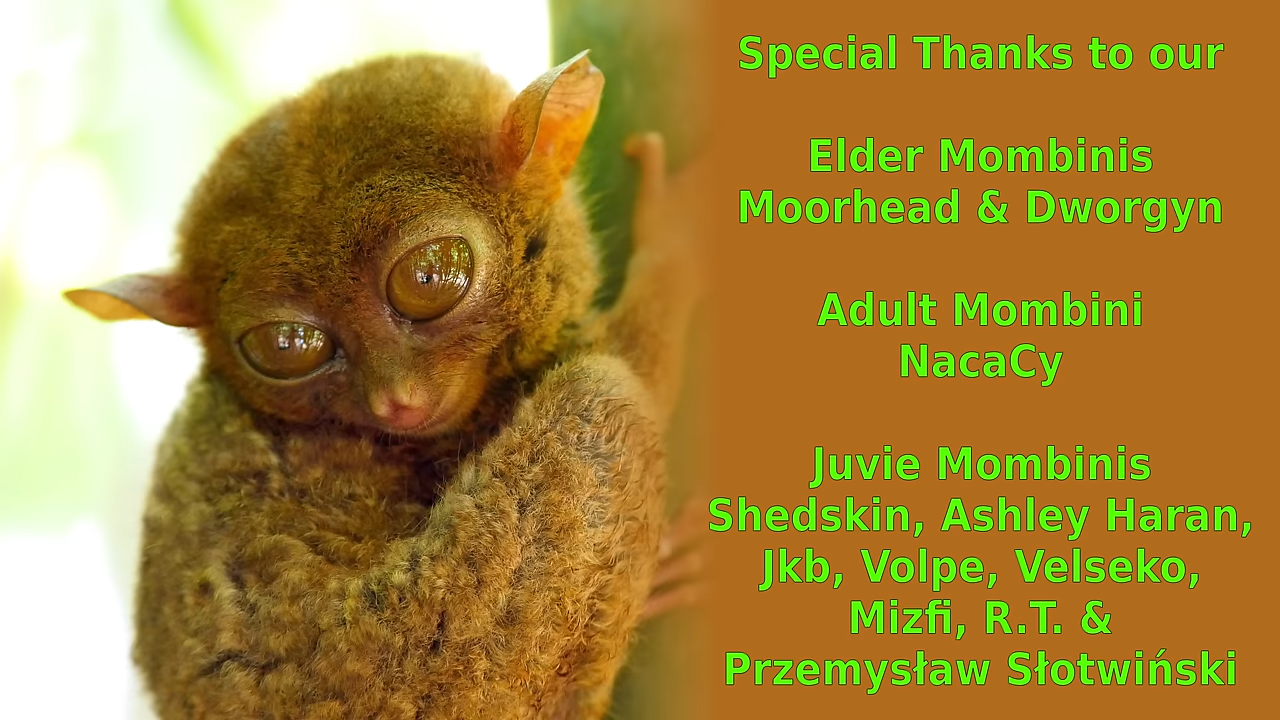 Special Thanks to our
Elder Mombinis
Moorhead & Dworgyn
Adult Mombini
NacaCy
Juvie Mombinis
Shedskin, Ashley Haran,
Jkb, Volpe, Velseko,
Mizfi, R.T. &
Przemysław Słotwiński